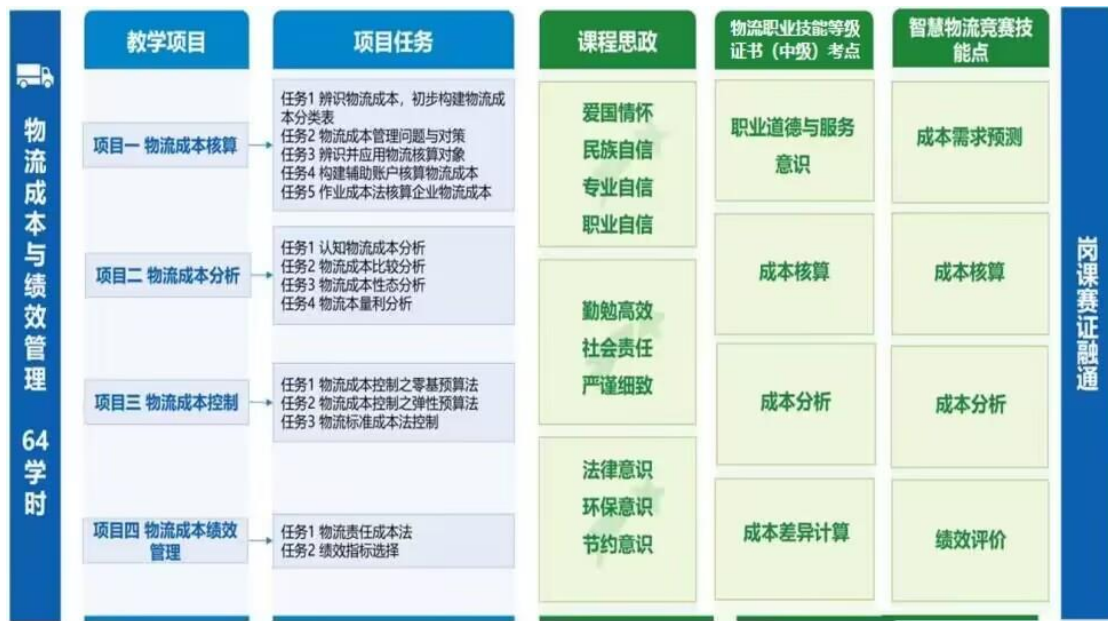 物流成本与绩效管理 64学时
教学项目
项目任务
课程思政
物流职业技能等级
证书（中级）考点
智慧物流竞赛技
能点
项目一 物流成本核算
任务1 辨识物流成本，初步构建物流成
本分类表
任务2 物流成本管理问题与对策
任务3 辨识并应用物流核算对象
任务4 构建辅助账户核算物流成本
任务5 作业成本法核算企业物流成本
项目二 物流成本分析
任务1 认知物流成本分析
任务2 物流成本比较分析
任务3 物流成本性态分析
任务4 物流本量利分析
项目三 物流成本控制
任务1 物流成本控制之零基预算法
任务2 物流成本控制之弹性预算法
任务3 物流标准成本法控制
项目四 物流成本绩效
管理
任务1 物流责任成本法
任务2 绩效指标选择
爱国情怀
民族自信
专业自信
职业自信
勤勉高效
社会责任
严谨细致
法律意识
环保意识
节约意识
职业道德与服务
意识
成本核算
成本分析
成本差异计算
成本需求预测
成本核算
成本分析
绩效评价
岗课赛证融通